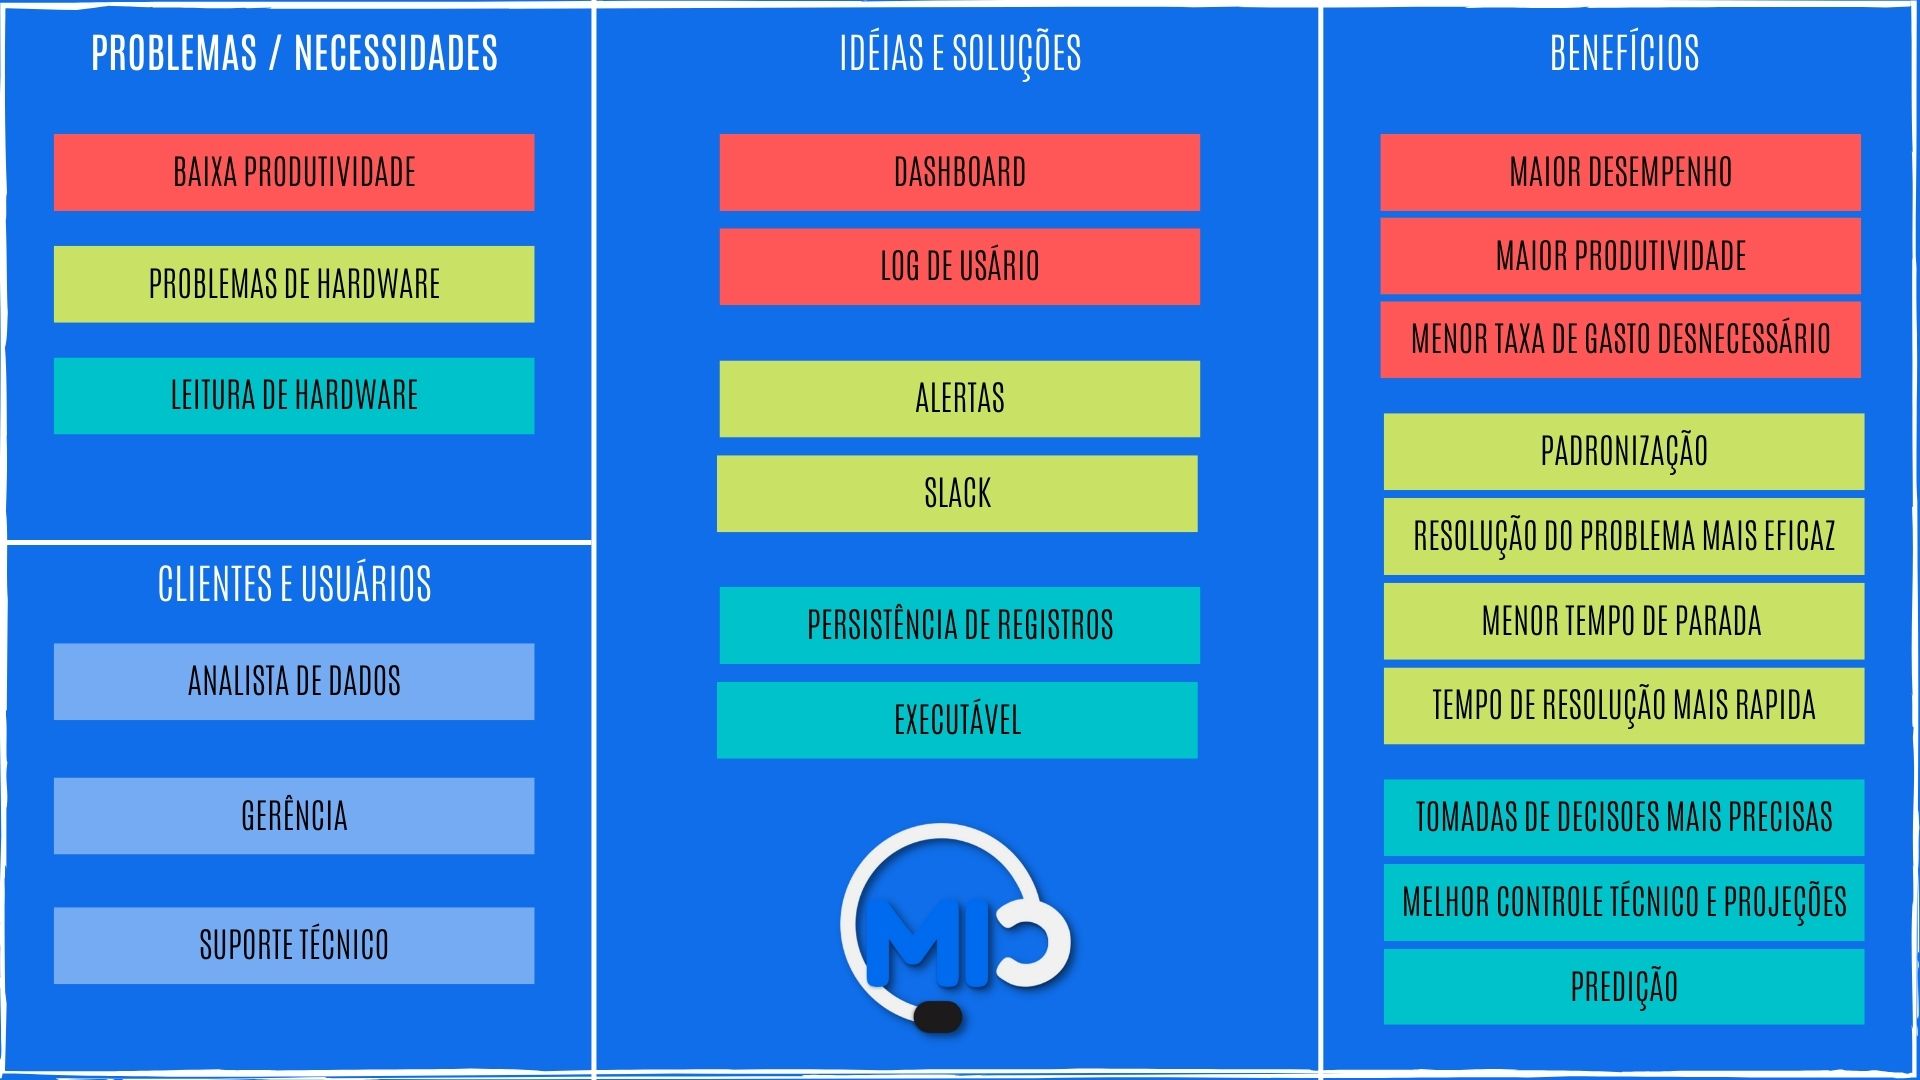 PROBLEMAS / NECESSIDADES
BAIXA PRODUTIVIDADE
PROBLEMAS DE HARDWARE
LEITURA DE HARDWARE
CLIENTES E USUÁRIOS
ANALISTA DE DADOS
GERÊNCIA
SUPORTE TÉCNICO
IDÉIAS E SOLUÇÕES
DASHBOARD
LOG DE USÁRIO
ALERTAS
SLACK
PERSISTÊNCIA DE REGISTROS
EXECUTÁVEL
MI
BENEFÍCIOS
MAIOR DESEMPENHO
MAIOR PRODUTIVIDADE
MENOR TAXA DE GASTO DESNECESSÁRIO
PADRONIZAÇÃO
RESOLUÇÃO DO PROBLEMA MAIS EFICAZ
MENOR TEMPO DE PARADA
TEMPO DE RESOLUÇÃO MAIS RAPIDA
TOMADAS DE DECISOES MAIS PRECISAS
MELHOR CONTROLE TÉCNICO E PROJEÇÕES
PREDIÇÃO